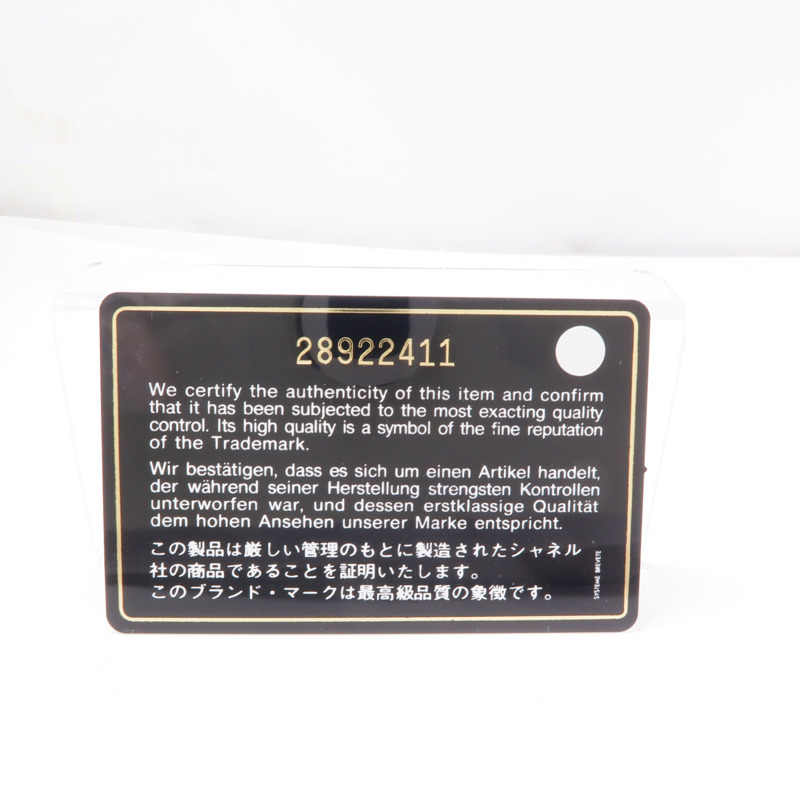 28922411
We certify the authenticity of this item and confirm
that it has been subjected to the most exacting quality
control. Its high quality is a symbol of the fine reputation
of the Trademark.
Wir bestätigen, dass es sich um einen Artikel handelt,
der während seiner Herstellung strengsten Kontrollen
unterworfen war, und dessen erstklassige Qualität
dem hohen Ansehen unserer Marke entspricht.
この製品は厳しい管理のもとに製造されたシャネル
社の商品であることを証明いたします。
このブランド・マークは最高級品質の象徴です。
SYSTEME BREVETE